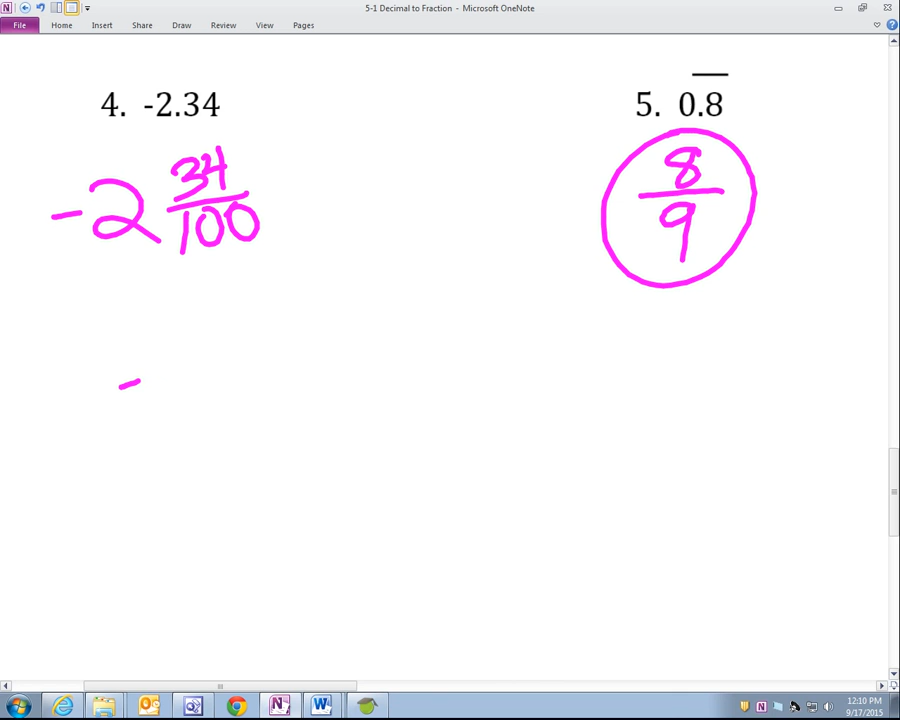 5-1 Decimal to Fraction - Microsoft OneNote
File Home Insert Share Draw Review View Pages
4. -2.34
5. 0.8̅
-2 34/100
8/9
-
12:10 PM
9/17/2015